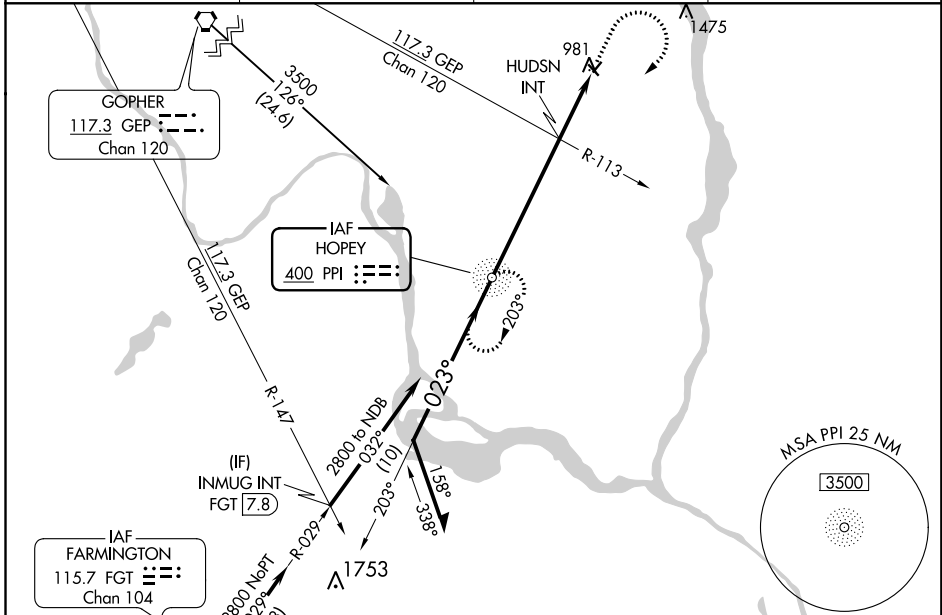 981
1475
HUDSN
INT
117.3 GEP
Chan 120
3500
126°
(24.6)
GOPHER
117.3 GEP
Chan 120
R-113
IAF
HOPEY
400 PPI
203°
117.3 GEP
Chan 120
023°
R-147
2800 to NDB
032°
(10)
(IF)
INMUG INT
FGT 7.8
158°
338°
203°
R-029
MSA PPI 25 NM
3500
IAF
FARMINGTON
115.7 FGT
Chan 104
1753
2800 NoPT
029°